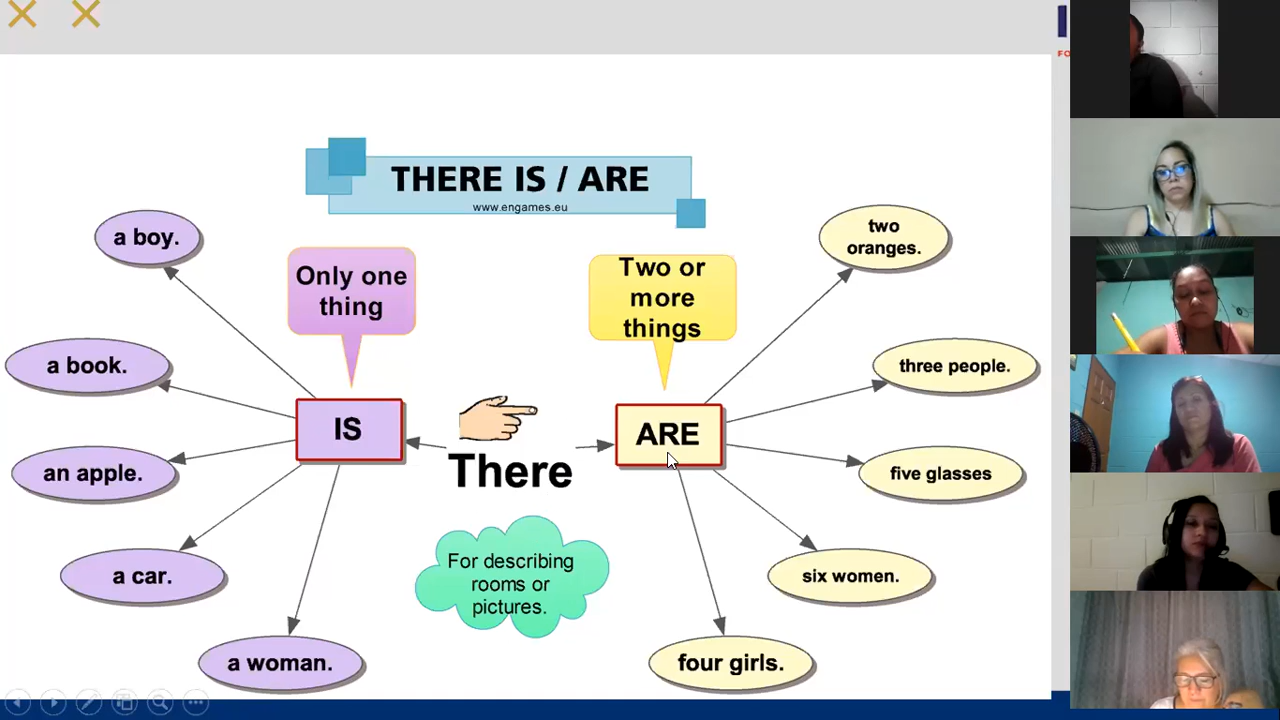 THERE IS / ARE
www.engames.eu
Only one
thing
Two or
more
things
a boy.
a book.
an apple.
a car.
a woman.
IS
There
ARE
For describing
rooms or
pictures.
two
oranges.
three people.
five glasses
six women.
four girls.